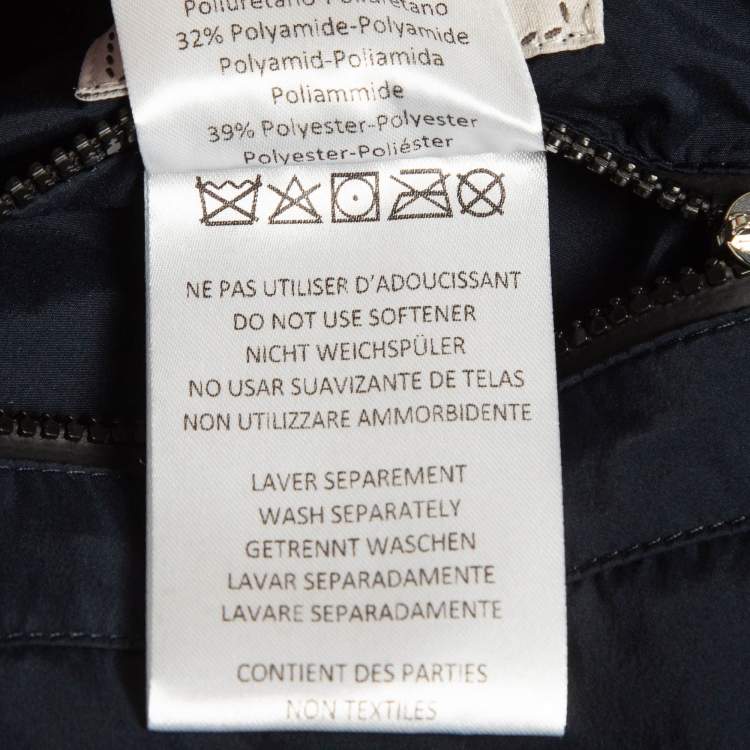 Poliuretano-Poliuretano
32% Polyamide-Polyamide
Polyamid-Poliamida
Poliammide
39% Polyester-Polyester
Polyester-Poliéster
NE PAS UTILISER D'ADOUCISSANT
DO NOT USE SOFTENER
NICHT WEICHSPÜLER
NO USAR SUAVIZANTE DE TELAS
NON UTILIZZARE AMMORBIDENTE
LAVER SEPAREMENT
WASH SEPARATELY
GETRENNT WASCHEN
LAVAR SEPARADAMENTE
LAVARE SEPARADAMENTE
CONTIENT DES PARTIES
NON TEXTILES